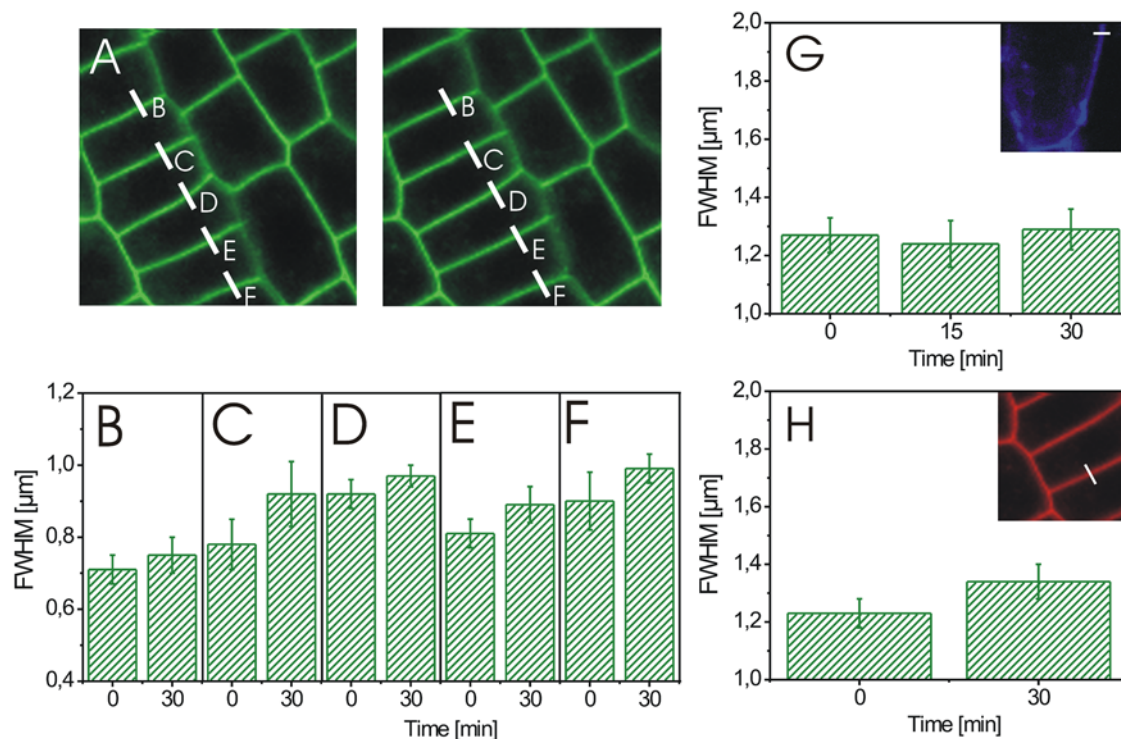 A
B
C
D
E
F
B
C
D
E
F
G
FWHM [µm]
2,0
1,8
1,6
1,4
1,2
1,0
0 15 30
Time [min]
B C D E F
FWHM [µm]
1,2
1,0
0,8
0,6
0,4
0 30 0 30 0 30 0 30 0 30
Time [min]
H
FWHM [µm]
2,0
1,8
1,6
1,4
1,2
1,0
0 30
Time [min]